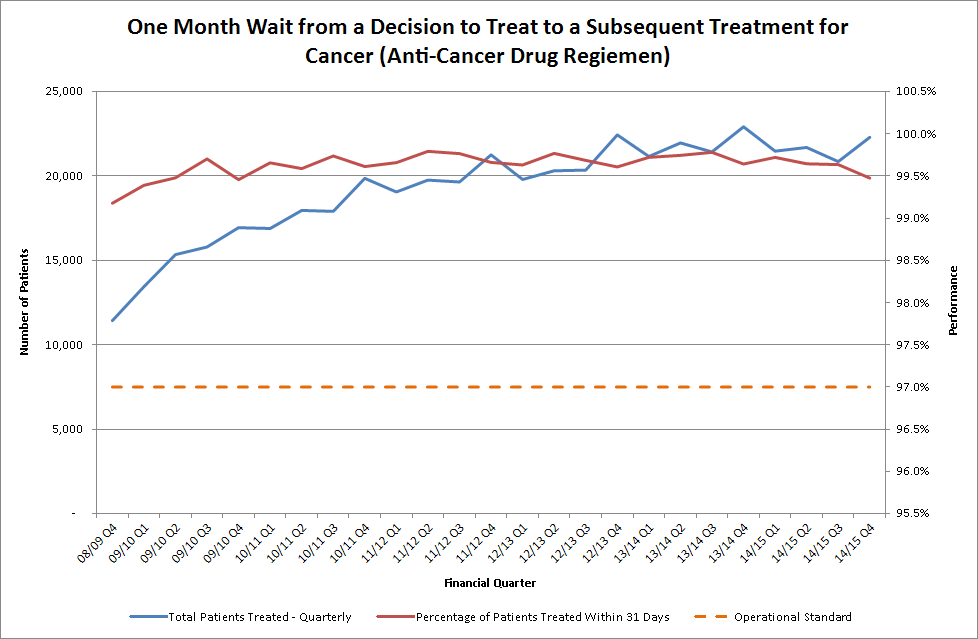 One Month Wait from a Decision to Treat to a Subsequent Treatment for
Cancer (Anti-Cancer Drug Regiemen)
25,000
20,000
15,000
10,000
5,000
-
Number of Patients
100.5%
100.0%
99.5%
99.0%
98.5%
98.0%
97.5%
97.0%
96.5%
96.0%
95.5%
Performance
08/09 Q4
09/10 Q1
09/10 Q2
09/10 Q3
09/10 Q4
10/11 Q1
10/11 Q2
10/11 Q3
10/11 Q4
11/12 Q1
11/12 Q2
11/12 Q3
11/12 Q4
12/13 Q1
12/13 Q2
12/13 Q3
12/13 Q4
13/14 Q1
13/14 Q2
13/14 Q3
13/14 Q4
14/15 Q1
14/15 Q2
14/15 Q3
14/15 Q4
Financial Quarter
Total Patients Treated - Quarterly
Percentage of Patients Treated Within 31 Days
Operational Standard